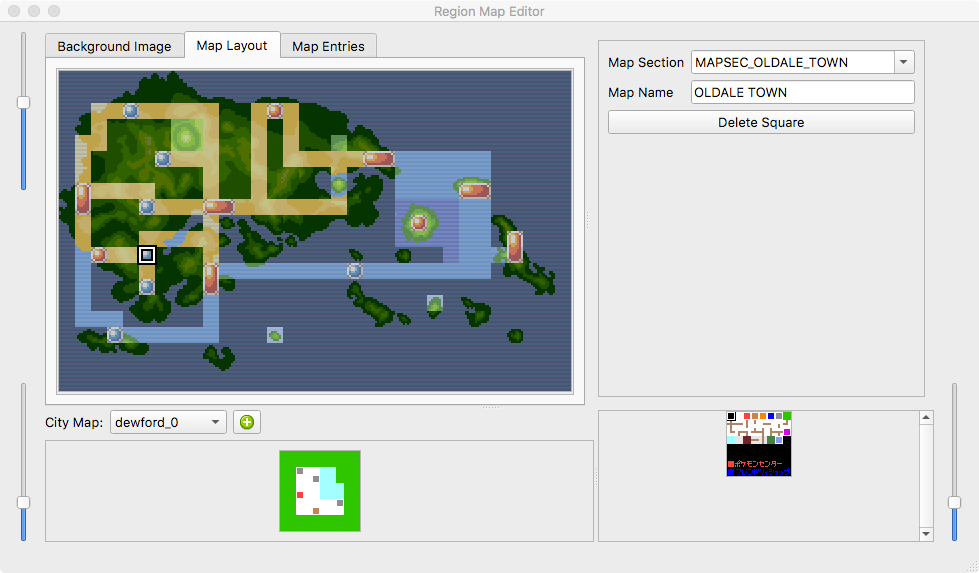 Region Map Editor
Background Image
Map Layout
Map Entries
Map Section
MAPSEC_OLDALE_TOWN
Map Name
OLDALE TOWN
Delete Square
City Map:
dewford_0
ポケモンセンター